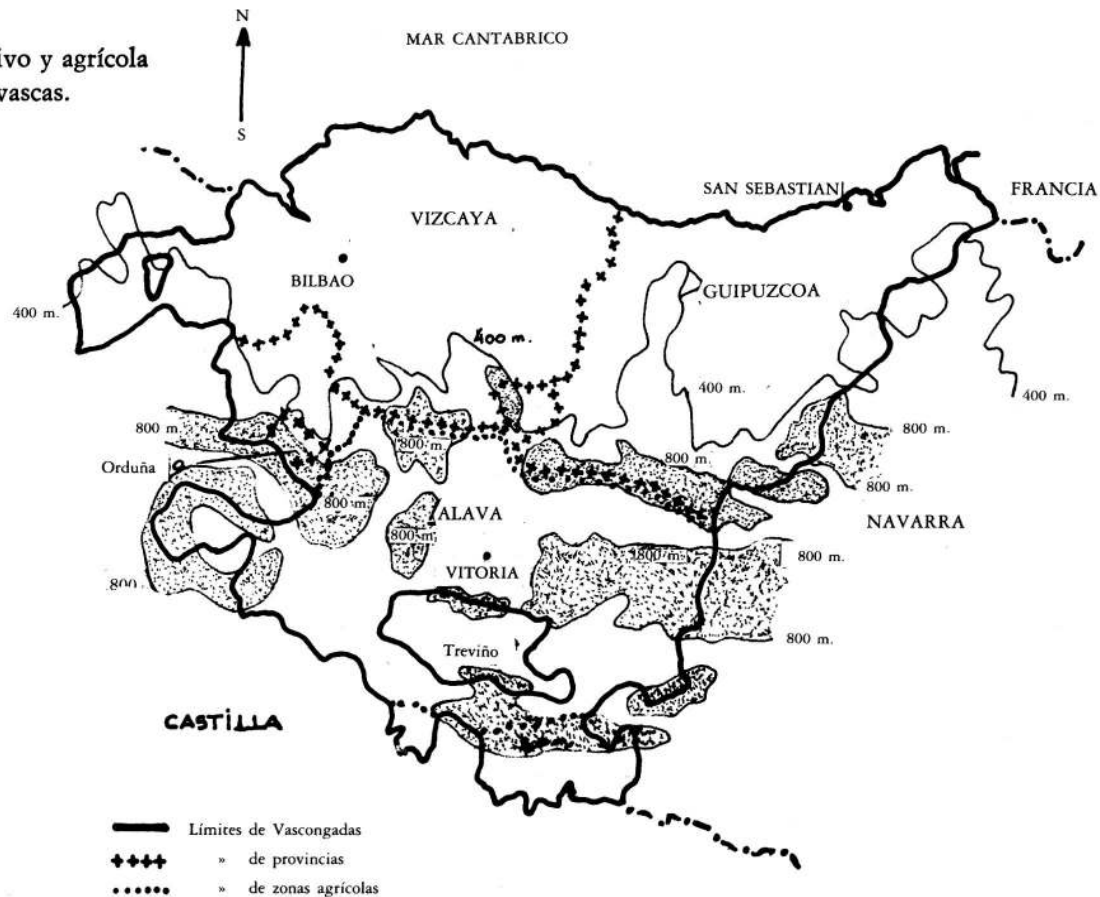 N
MAR CANTABRICO
ivo y agrícola
vascas.
S
SAN SEBASTIAN
FRANCIA
VIZCAYA
BILBAO
GUIPUZCOA
400 m.
400 m.
400 m.
400 m.
800 m.
800 m.
800 m.
800 m.
Orduña
800 m.
800 m.
ALAVA
NAVARRA
800 m.
800 m.
800 m.
VITORIA
800
800 m.
Treviño
CASTILLA
Límites de Vascongadas
» de provincias
» de zonas agrícolas